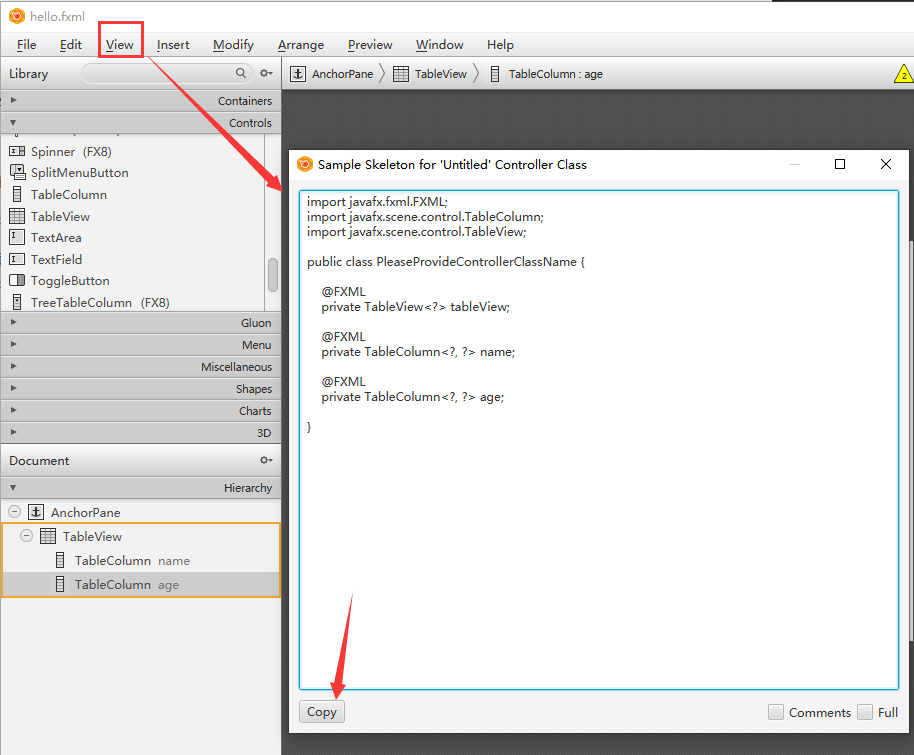 hello.fxml
File Edit View Insert Modify Arrange Preview Window Help
Library
AnchorPane TableView TableColumn : age
2
Containers
Controls
Spinner (FX8)
SplitMenuButton
TableColumn
TableView
TextArea
TextField
ToggleButton
TreeTableColumn (FX8)
Gluon
Menu
Miscellaneous
Shapes
Charts
3D
Document
Hierarchy
AnchorPane
TableView
TableColumn name
TableColumn age
Sample Skeleton for 'Untitled' Controller Class
import javafx.fxml.FXML;
import javafx.scene.control.TableColumn;
import javafx.scene.control.TableView;
public class PleaseProvideControllerClassName {
@FXML
private TableView<?> tableView;
@FXML
private TableColumn<?, ?> name;
@FXML
private TableColumn<?, ?> age;
}
Copy
Comments Full